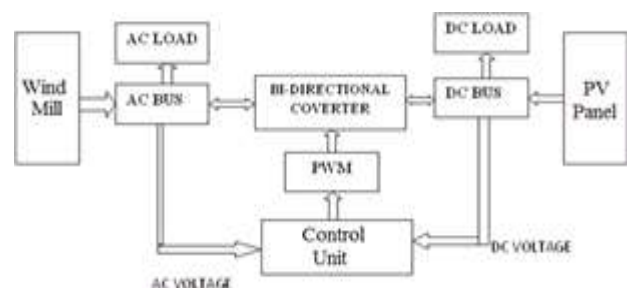 AC LOAD
DC LOAD
Wind
Mill
AC BUS
BI-DIRECTIONAL
COVERTER
DC BUS
PV
Panel
PWM
Control
Unit
AC VOLTAGE
DC VOLTAGE